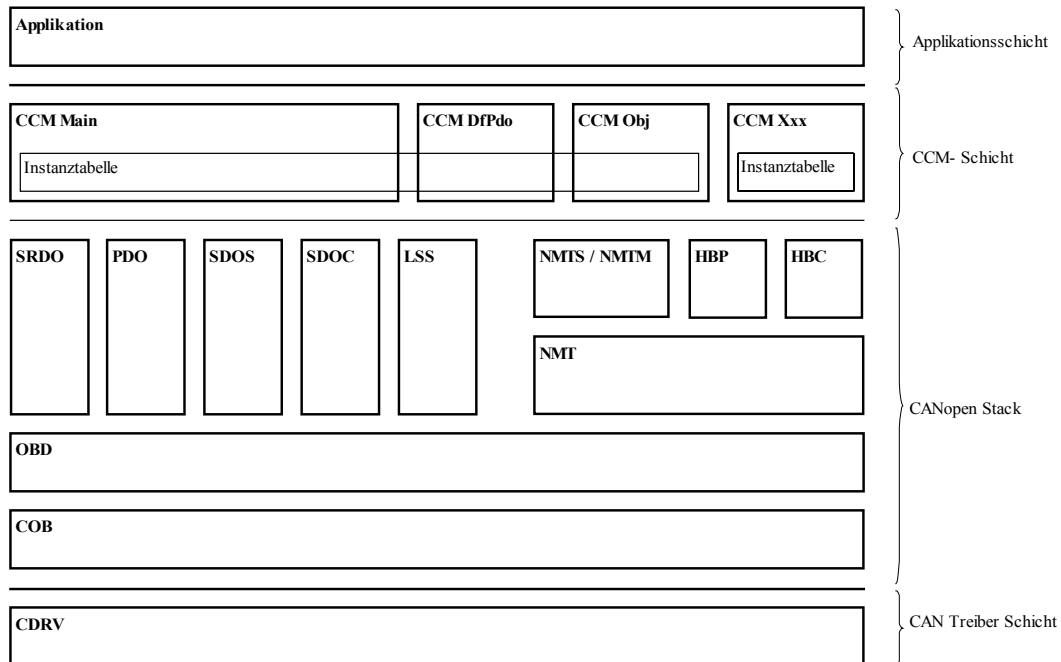 Applikation
Applikationsschicht
CCM Main
CCM DfPdo
CCM Obj
CCM Xxx
Instanztabelle
Instanztabelle
CCM- Schicht
SRDO
PDO
SDOS
SDOC
LSS
NMTS / NMTM
HBP
HBC
NMT
CANopen Stack
OBD
COB
CDRV
CAN Treiber Schicht